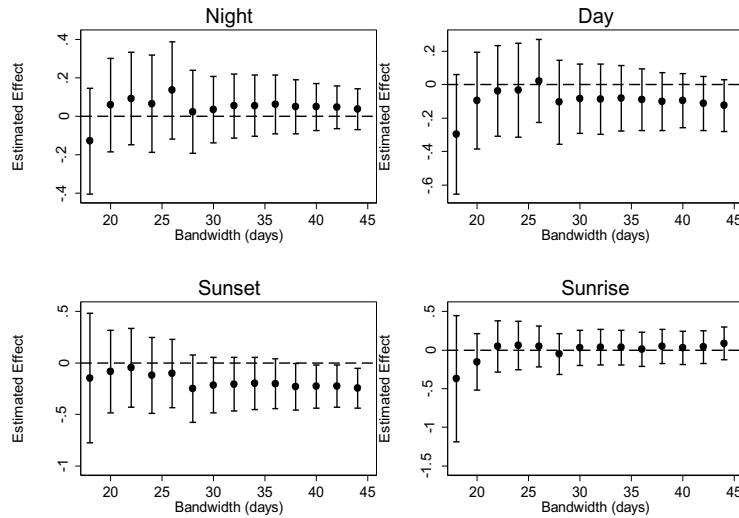 Night
Estimated Effect
.4
.2
0
-.2
-.4
20 25 30 35 40 45
Bandwidth (days)
Day
Estimated Effect
.2
0
-.2
-.4
-.6
20 25 30 35 40 45
Bandwidth (days)
Sunset
Estimated Effect
.5
0
-.5
-1
20 25 30 35 40 45
Bandwidth (days)
Sunrise
Estimated Effect
.5
0
-.5
-1
-1.5
20 25 30 35 40 45
Bandwidth (days)